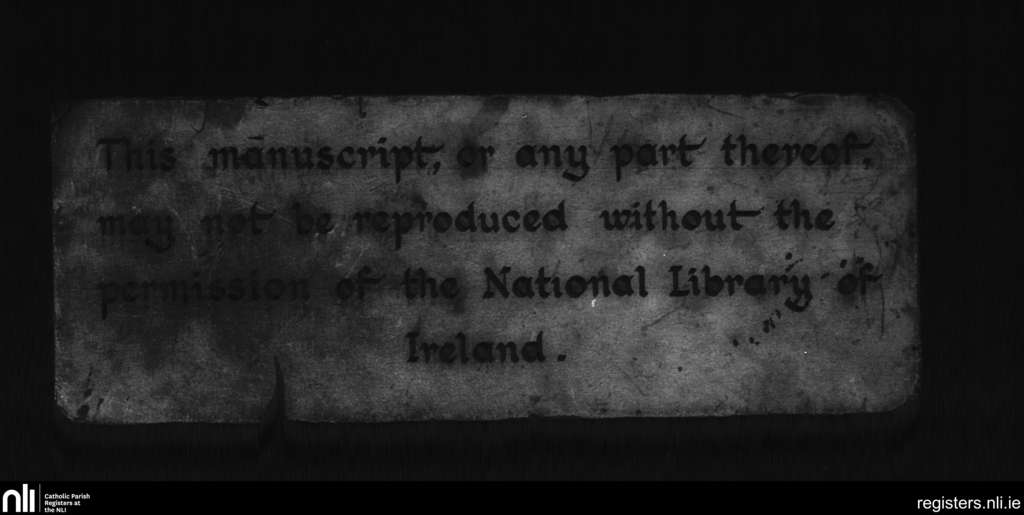 This manuscript, or any part thereof,
may not be reproduced without the
permission of the National Library of
Ireland.
nli
Catholic Parish
Registers at
the NLI
registers.nli.ie